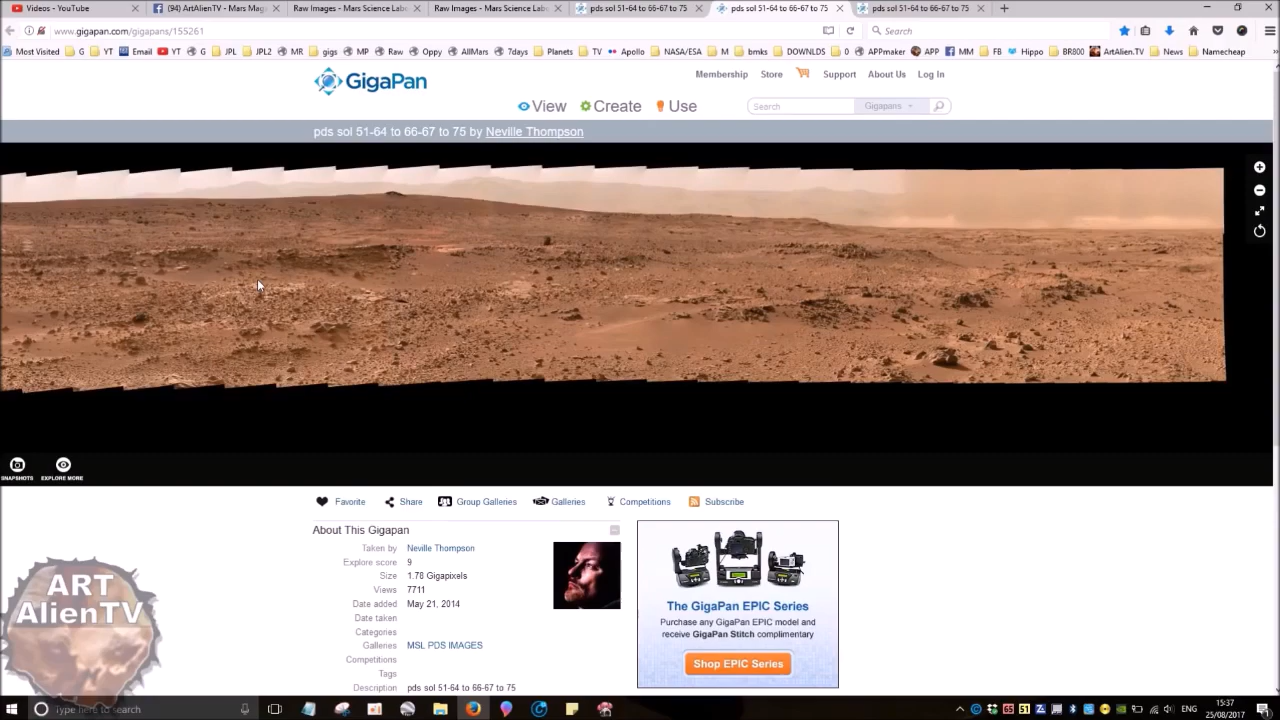 Videos - YouTube
(94) ArtAlienTV - Mars Mag
Raw Images - Mars Science Lab
Raw Images - Mars Science Lab
pds sol 51-64 to 66-67 to 75
pds sol 51-64 to 66-67 to 75
pds sol 51-64 to 66-67 to 75
www.gigapan.com/gigapans/155261
Search
Most Visited G YT Email YT G JPL JPL2 MR gigs MP Raw Oppy AllMars 7days Planets TV Apollo NASA/ESA M bmks DOWNLDS 0 APPmaker APP MM FB Hippo BR800 ArtAlien.TV News Namecheap
GigaPan
Membership Store Support About Us Log In
View Create Use
Search Gigapans
pds sol 51-64 to 66-67 to 75 by Neville Thompson
SNAPSHOTS EXPLORE MORE
Favorite Share Group Galleries Galleries Competitions Subscribe
About This Gigapan
Taken by Neville Thompson
Explore score 9
Size 1.78 Gigapixels
Views 7711
Date added May 21, 2014
Date taken
Categories
Galleries MSL PDS IMAGES
Competitions
Tags
Description pds sol 51-64 to 66-67 to 75
The GigaPan EPIC Series
Purchase any GigaPan EPIC model and
receive GigaPan Stitch complimentary
Shop EPIC Series
ART
AlienTV
Type here to search
ENG
15:37
25/08/2017